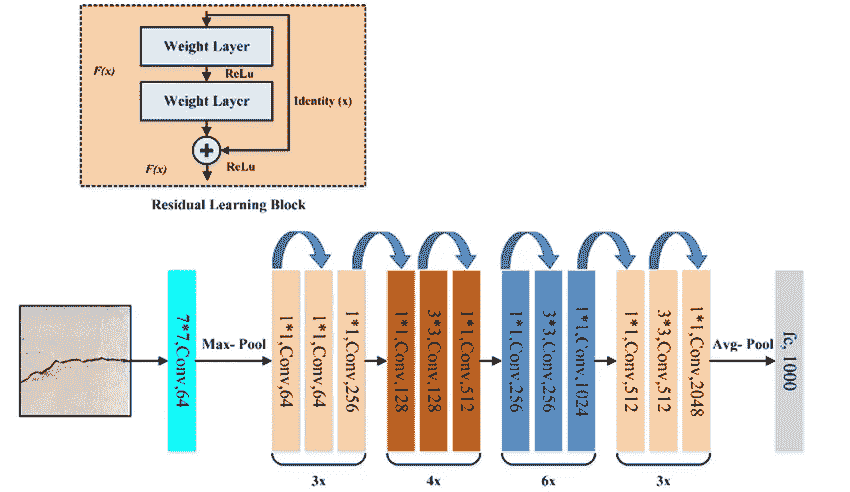 Weight Layer
F(x)
ReLu
Weight Layer
Identity (x)
+
F(x)
ReLu
Residual Learning Block
7*7,Conv,64
Max- Pool
1*1,Conv,64
1*1,Conv,64
1*1,Conv,256
1*1,Conv.128
3*3,Conv,128
1*1,Conv,512
1*1,Conv,256
3*3,Conv,256
1*1,Conv,1024
1*1,Conv,512
3*3,Conv,512
1*1,Conv,2048
Avg- Pool
fc, 1000
3x
4x
6x
3x